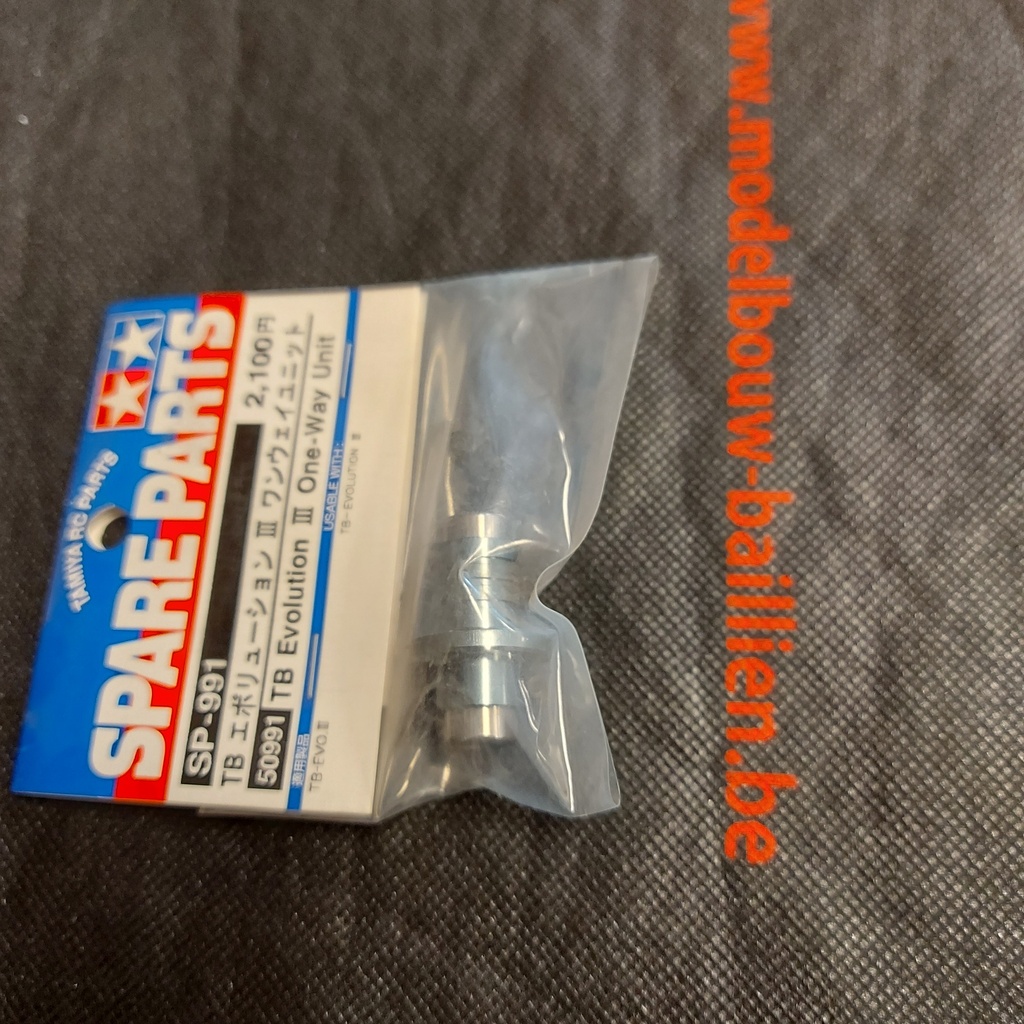 TAMIYA RC PARTS
SPARE PARTS
SP-991 2,100円
TB エボリューション III ワンウェイユニット
50991 TB Evolution III One-Way Unit
適用製品 USABLE WITH:
TB-EVO.III TB-EVOLUTION III
www.modelbouw-baillien.be